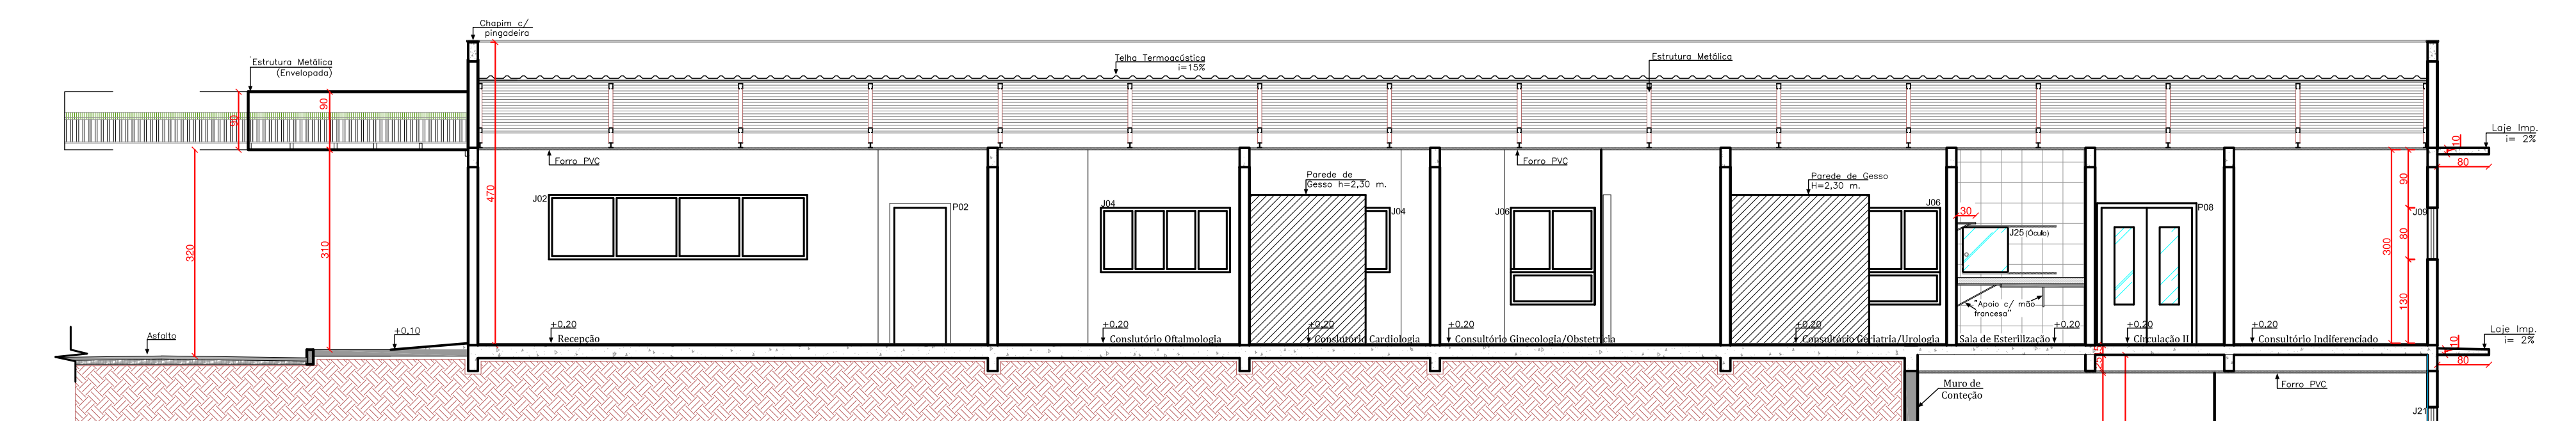 Chapim c/
pingadeira
Estrutura Metálica
(Envelopada)
Telha Termoacústica
i=15%
Estrutura Metálica
Laje Imp.
i= 2%
90
90
470
10
80
Forro PVC
Forro PVC
Parede de
Gesso h=2,30 m.
Parede de Gesso
H=2,30 m.
J02
P02
J04
J04
J06
J06
30
J25 (Óculo)
P08
J09
90
80
300
130
320
310
"Apoio c/ mão
francesa"
Asfalto
+0,10
+0,20
Recepção
+0,20
Conslutório Oftalmologia
+0,20
Conslutório Cardiologia
+0,20
Consultório Ginecologia/Obstetrícia
+0,20
Consultório Geriatria/Urologia
+0,20
Sala de Esterilização
+0,20
Circulação II
+0,20
Consultório Indiferenciado
Laje Imp.
i= 2%
10
80
25
Muro de
Conteção
Forro PVC
J21